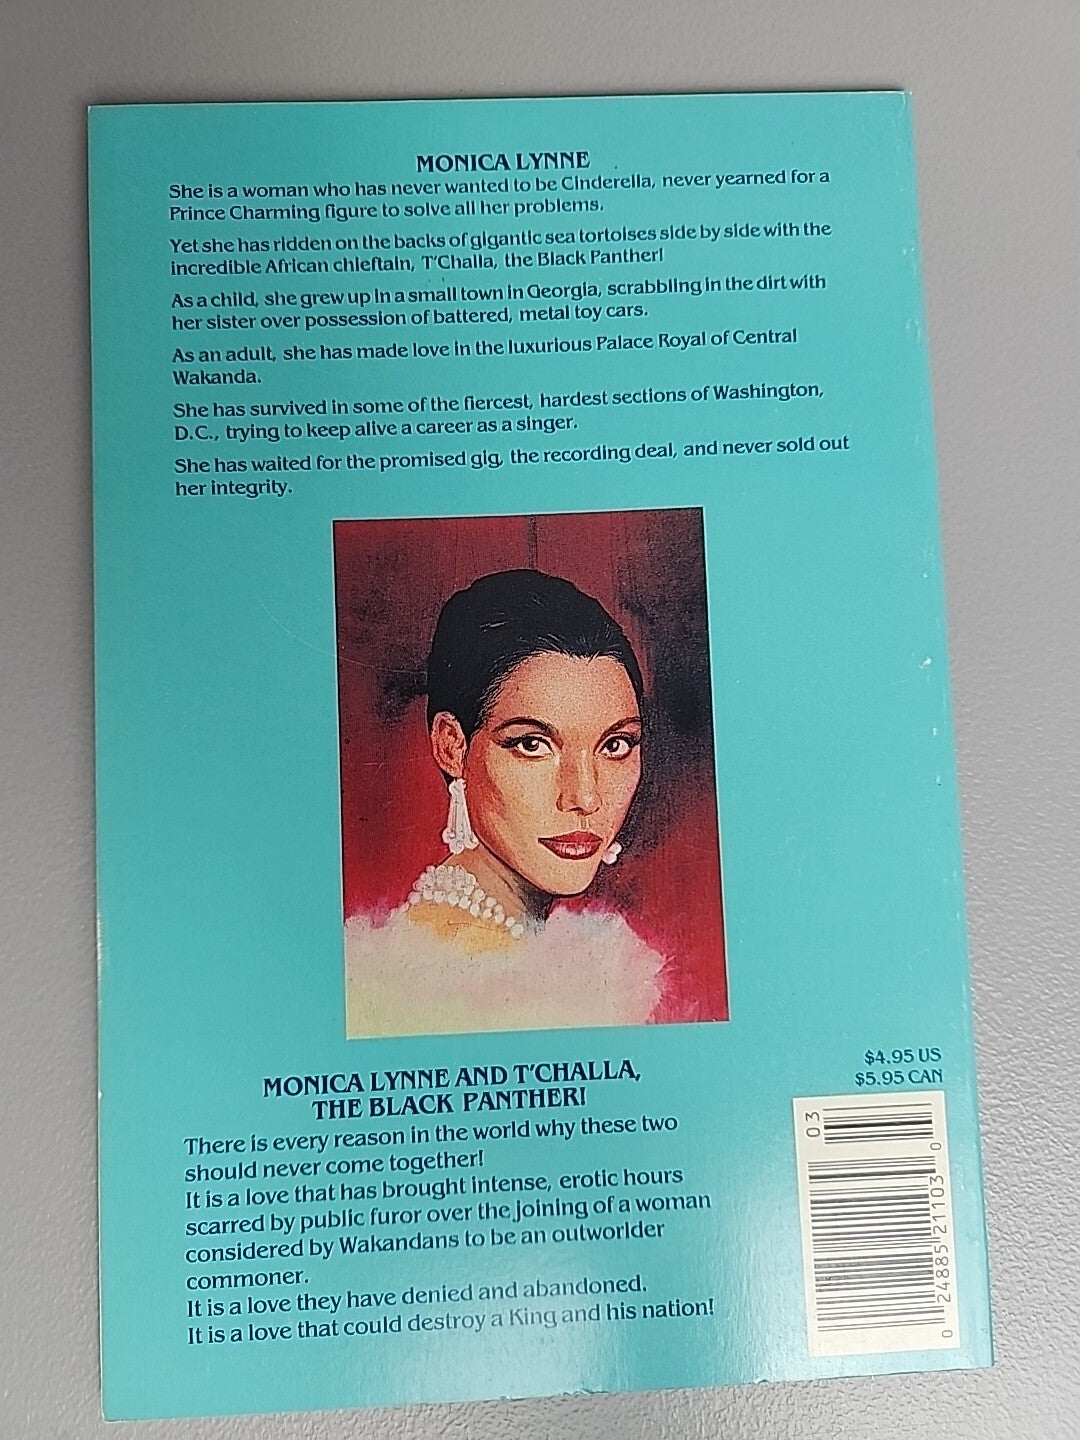 MONICA LYNNE
She is a woman who has never wanted to be Cinderella, never yearned for a
Prince Charming figure to solve all her problems.
Yet she has ridden on the backs of gigantic sea tortoises side by side with the
incredible African chieftain, T'Challa, the Black Panther!
As a child, she grew up in a small town in Georgia, scrabbling in the dirt with
her sister over possession of battered, metal toy cars.
As an adult, she has made love in the luxurious Palace Royal of Central
Wakanda.
She has survived in some of the fiercest, hardest sections of Washington,
D.C., trying to keep alive a career as a singer.
She has waited for the promised gig, the recording deal, and never sold out
her integrity.
MONICA LYNNE AND T'CHALLA,
THE BLACK PANTHER!
There is every reason in the world why these two
should never come together!
It is a love that has brought intense, erotic hours
scarred by public furor over the joining of a woman
considered by Wakandans to be an outworlder
commoner.
It is a love they have denied and abandoned.
It is a love that could destroy a King and his nation!
$4.95 US
$5.95 CAN
03
0 24885 21103 0